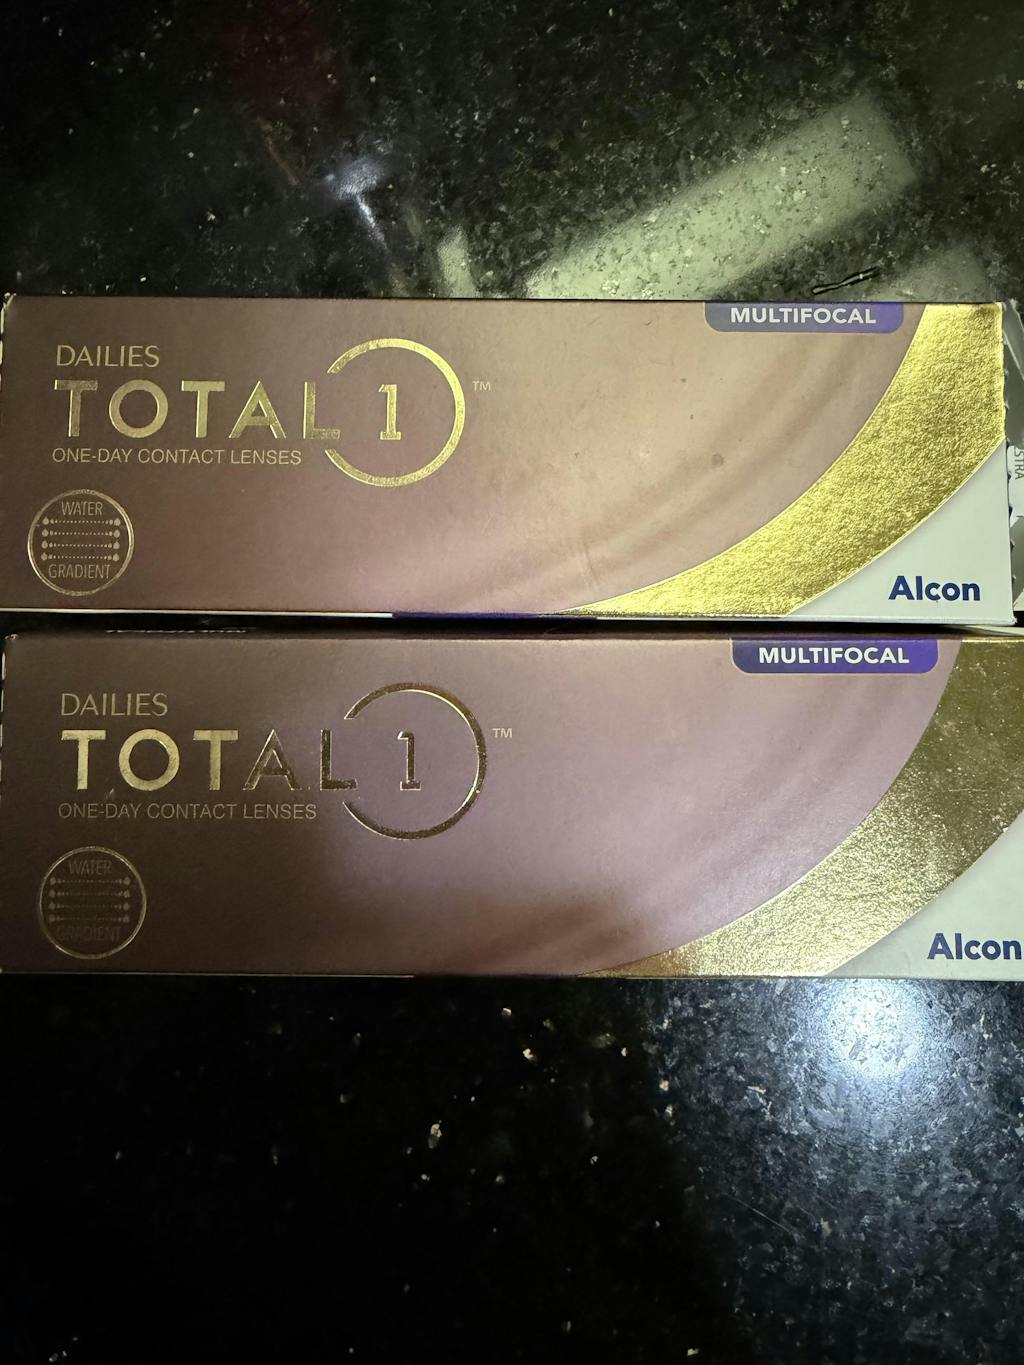 MULTIFOCAL
DAILIES
TOTAL 1™
ONE-DAY CONTACT LENSES
WATER
GRADIENT
Alcon
MULTIFOCAL
DAILIES
TOTAL 1™
ONE-DAY CONTACT LENSES
WATER
GRADIENT
Alcon